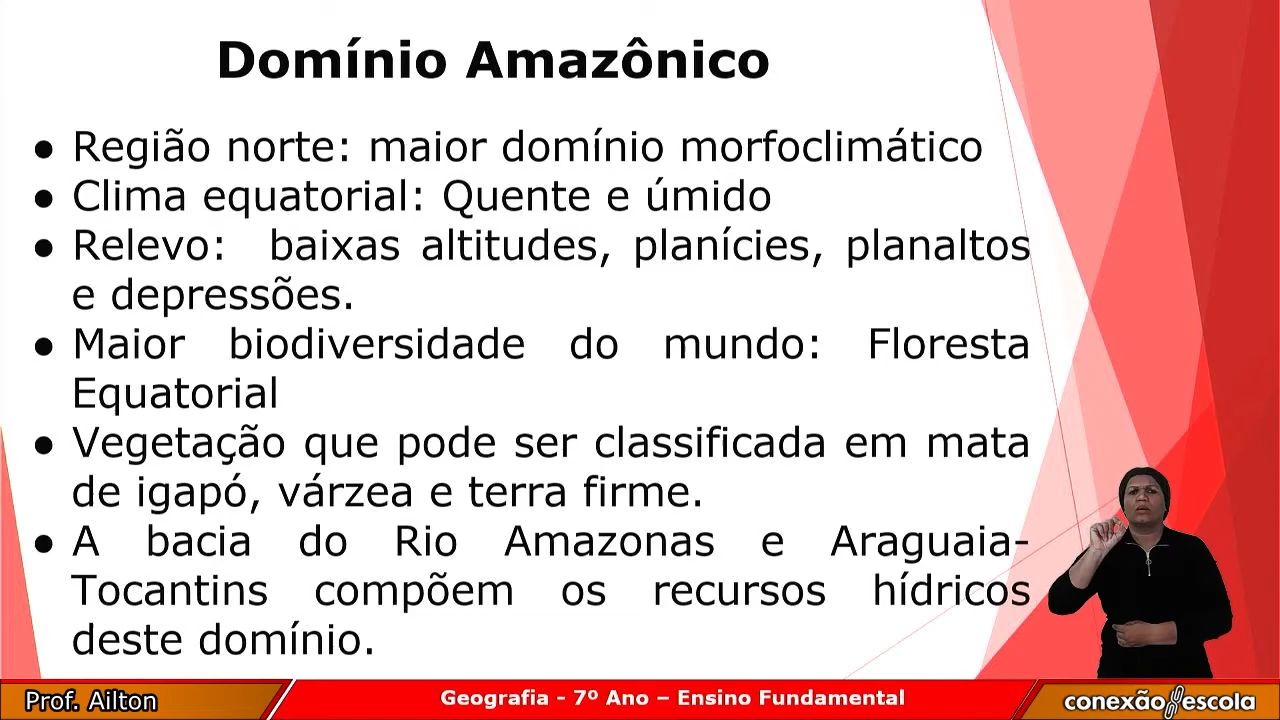 Domínio Amazônico
● Região norte: maior domínio morfoclimático
● Clima equatorial: Quente e úmido
● Relevo: baixas altitudes, planícies, planaltos
e depressões.
● Maior biodiversidade do mundo: Floresta
Equatorial
● Vegetação que pode ser classificada em mata
de igapó, várzea e terra firme.
● A bacia do Rio Amazonas e Araguaia-
Tocantins compõem os recursos hídricos
deste domínio.
Prof. Ailton
Geografia - 7º Ano – Ensino Fundamental
conexão escola